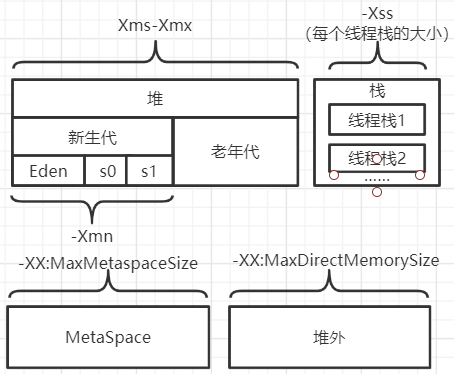 Xms-Xmx
-Xss
(每个线程栈的大小)
堆
新生代
老年代
Eden
s0
s1
栈
线程栈1
线程栈2
......
-Xmn
-XX:MaxMetaspaceSize
-XX:MaxDirectMemorySize
MetaSpace
堆外